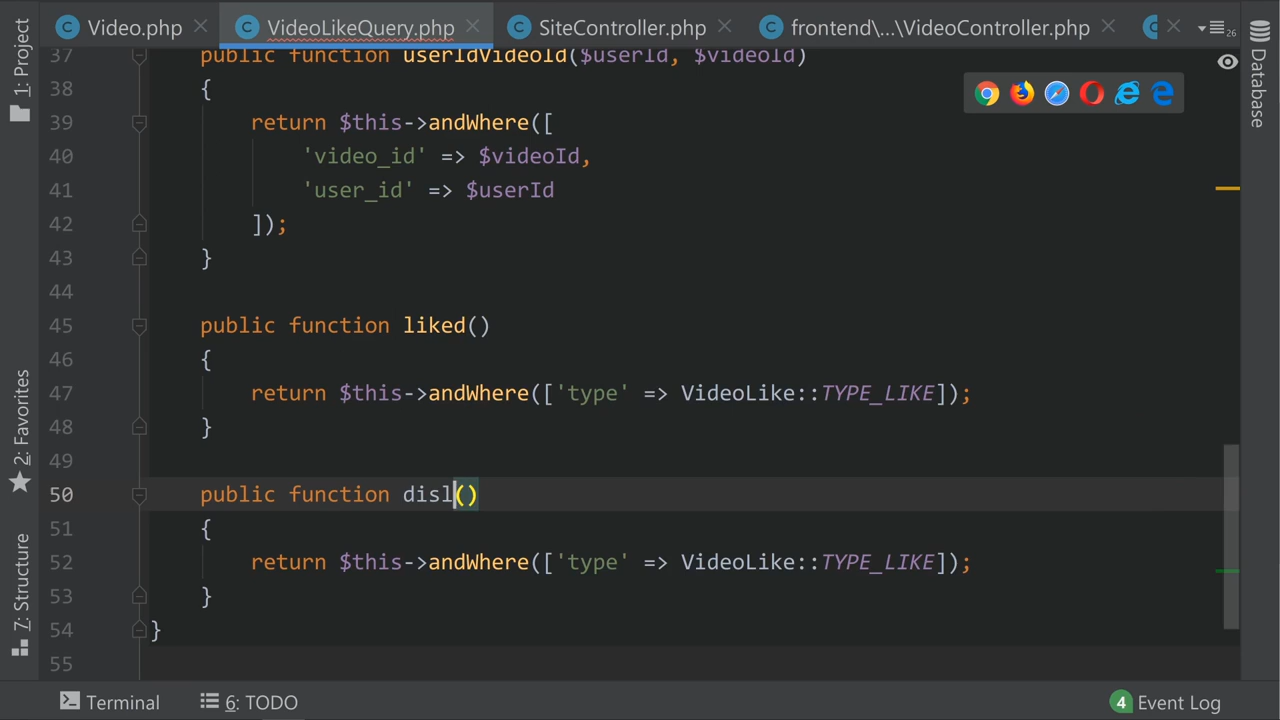 Video.php
VideoLikeQuery.php
SiteController.php
frontend\...\VideoController.php
26
1: Project
2: Favorites
7: Structure
Database
37 public function userIdVideoId($userId, $videoId)
38 {
39 return $this->andWhere([
40 'video_id' => $videoId,
41 'user_id' => $userId
42 ]);
43 }
44
45 public function liked()
46 {
47 return $this->andWhere(['type' => VideoLike::TYPE_LIKE]);
48 }
49
50 public function disl()
51 {
52 return $this->andWhere(['type' => VideoLike::TYPE_LIKE]);
53 }
54 }
55
Terminal
6: TODO
4 Event Log